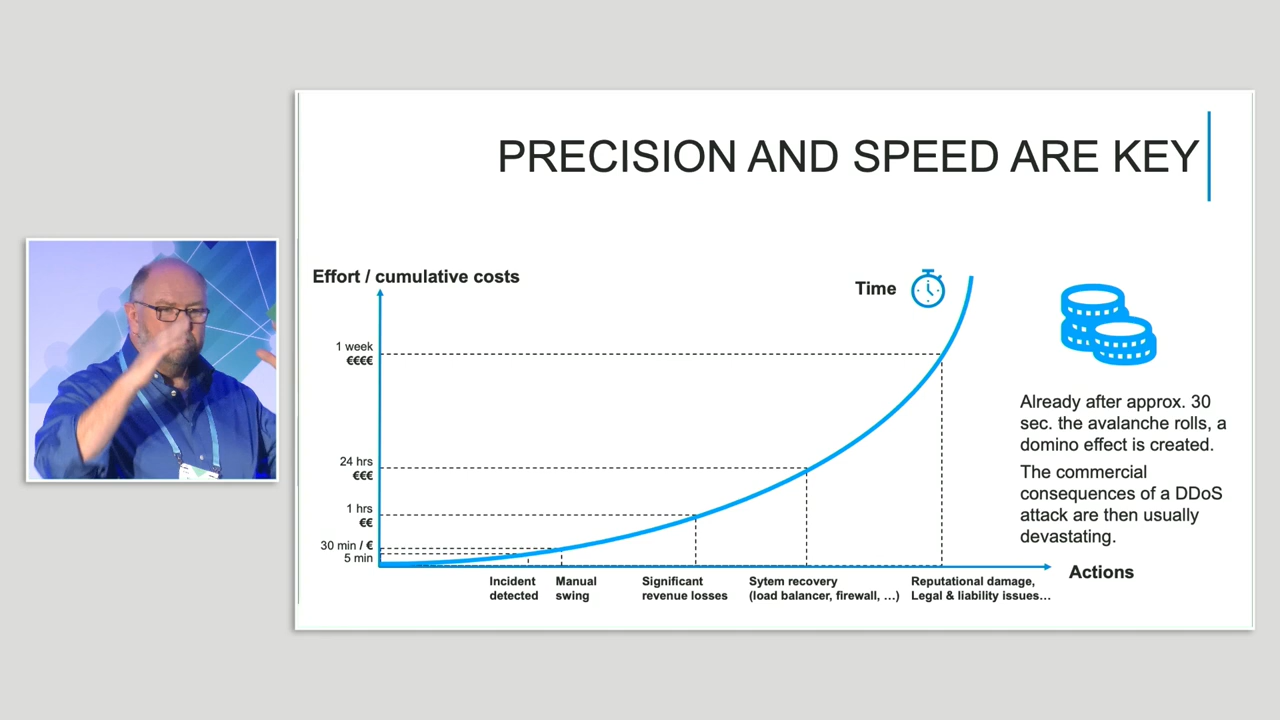 PRECISION AND SPEED ARE KEY
Effort / cumulative costs
Time
1 week
€€€€
24 hrs
€€€
1 hrs
€€
30 min / €
5 min
Incident
detected
Manual
swing
Significant
revenue losses
Sytem recovery
(load balancer, firewall, …)
Reputational damage,
Legal & liability issues…
Actions
Already after approx. 30
sec. the avalanche rolls, a
domino effect is created.
The commercial
consequences of a DDoS
attack are then usually
devastating.